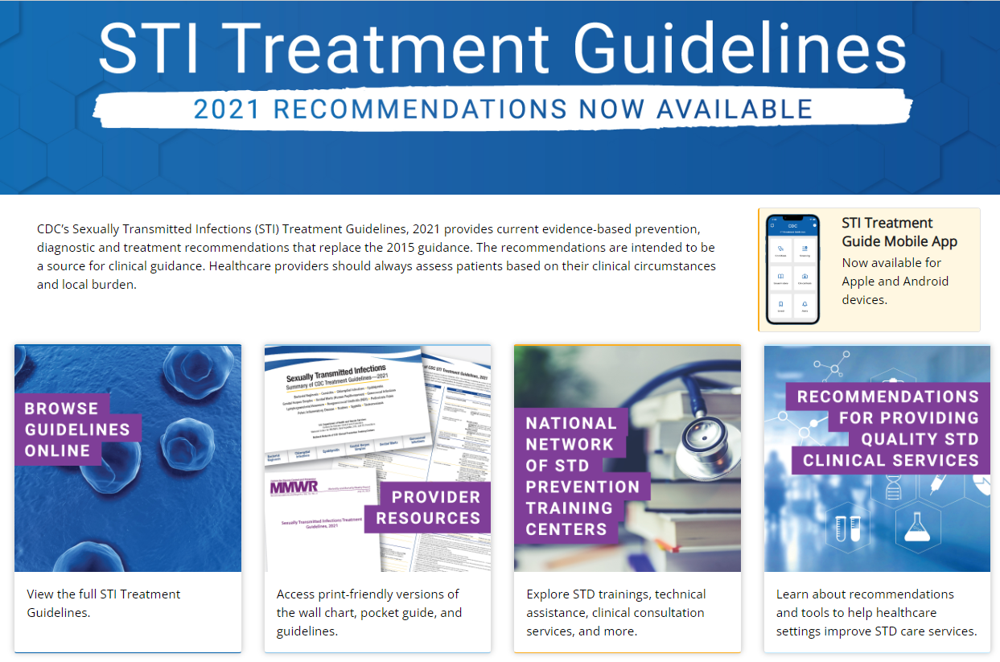 STI Treatment Guidelines
2021 RECOMMENDATIONS NOW AVAILABLE
CDC’s Sexually Transmitted Infections (STI) Treatment Guidelines, 2021 provides current evidence-based prevention,
diagnostic and treatment recommendations that replace the 2015 guidance. The recommendations are intended to be
a source for clinical guidance. Healthcare providers should always assess patients based on their clinical circumstances
and local burden.
CDC
STI Treatment
Guide Mobile App
Now available for
Apple and Android
devices.
BROWSE
GUIDELINES
ONLINE
View the full STI Treatment
Guidelines.
Sexually Transmitted Infections
Summary of CDC Treatment Guidelines—2021
of CDC STI Treatment Guidelines, 2021
MMWR
Sexually Transmitted Infections Treatment
Guidelines, 2021
PROVIDER
RESOURCES
Access print-friendly versions of
the wall chart, pocket guide, and
guidelines.
NATIONAL
NETWORK
OF STD
PREVENTION
TRAINING
CENTERS
Explore STD trainings, technical
assistance, clinical consultation
services, and more.
RECOMMENDATIONS
FOR PROVIDING
QUALITY STD
CLINICAL SERVICES
Learn about recommendations
and tools to help healthcare
settings improve STD care services.